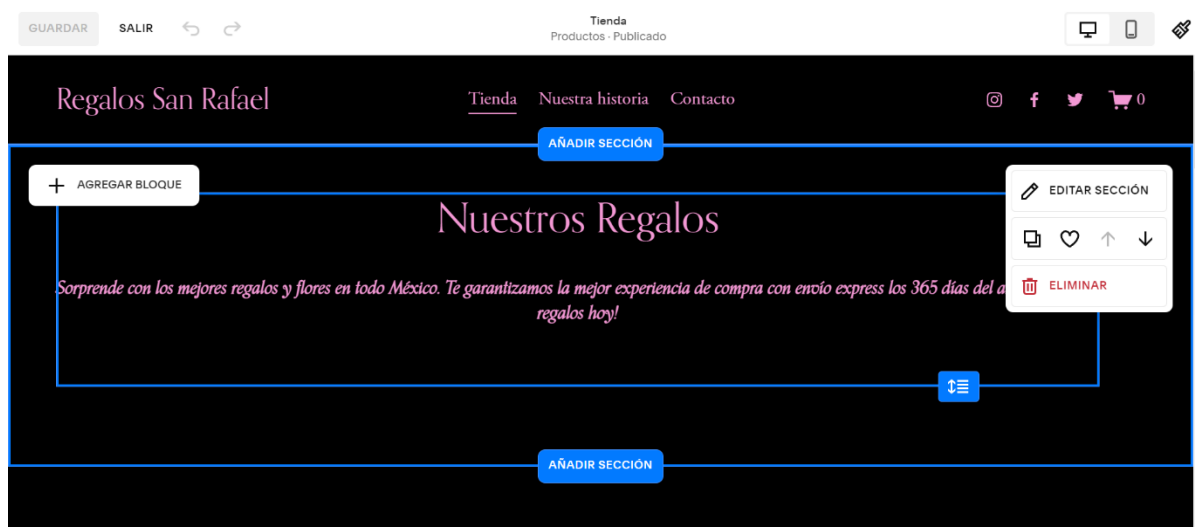 GUARDAR
SALIR
Tienda
Productos · Publicado
Regalos San Rafael
Tienda Nuestra historia Contacto
0
AÑADIR SECCIÓN
AGREGAR BLOQUE
EDITAR SECCIÓN
Nuestros Regalos
ELIMINAR
Sorprende con los mejores regalos y flores en todo México. Te garantizamos la mejor experiencia de compra con envío express los 365 días del
regalos hoy!
AÑADIR SECCIÓN